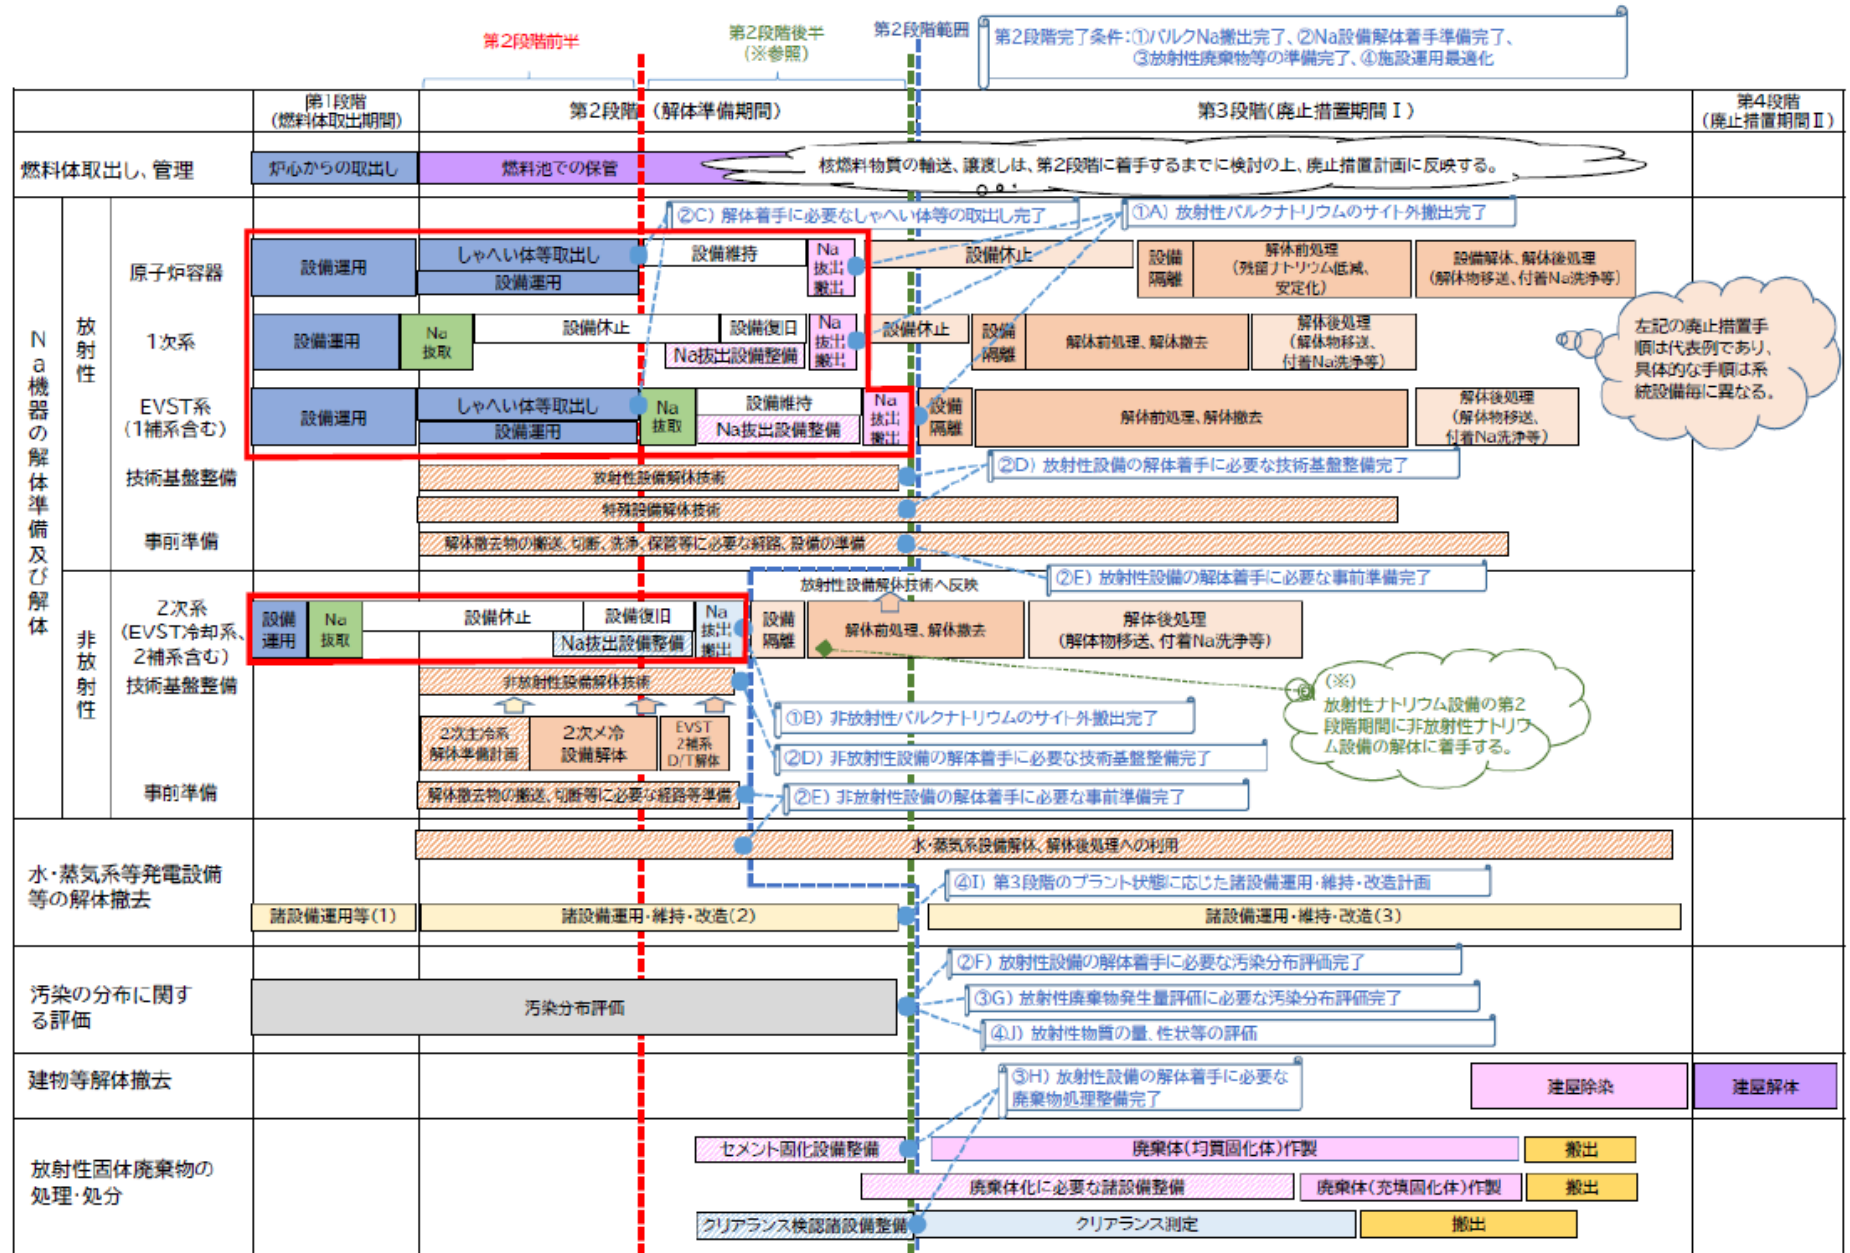 第2段階前半
第2段階後半
(※参照)
第2段階範囲
第2段階完了条件:①バルクNa搬出完了、②Na設備解体着手準備完了、
③放射性廃棄物等の準備完了、④施設運用最適化
第1段階
(燃料体取出期間)
第2段階 (解体準備期間)
第3段階(廃止措置期間Ⅰ)
第4段階
(廃止措置期間Ⅱ)
燃料体取出し、管理
炉心からの取出し
燃料池での保管
核燃料物質の輸送、譲渡しは、第2段階に着手するまでに検討の上、廃止措置計画に反映する。
②C) 解体着手に必要なしゃへい体等の取出し完了
①A) 放射性バルクナトリウムのサイト外搬出完了
Na機器の解体準備及び解体
放射性
原子炉容器
設備運用
しゃへい体等取出し
設備運用
設備維持
Na
抜出
搬出
設備休止
設備
隔離
解体前処理
(残留ナトリウム低減、
安定化)
設備解体、解体後処理
(解体物移送、付着Na洗浄等)
1次系
設備運用
Na
抜取
設備休止
設備復旧
Na抜出設備整備
Na
抜出
搬出
設備休止
設備
隔離
解体前処理、解体撤去
解体後処理
(解体物移送、
付着Na洗浄等)
左記の廃止措置手
順は代表例であり、
具体的な手順は系
統設備毎に異なる。
EVST系
(1補系含む)
設備運用
しゃへい体等取出し
設備運用
Na
抜取
設備維持
Na抜出設備整備
Na
抜出
搬出
設備
隔離
解体前処理、解体撤去
解体後処理
(解体物移送、
付着Na洗浄等)
技術基盤整備
放射性設備解体技術
②D) 放射性設備の解体着手に必要な技術基盤整備完了
特殊設備解体技術
事前準備
解体撤去物の搬送、切断、洗浄、保管等に必要な経路、設備の準備
②E) 放射性設備の解体着手に必要な事前準備完了
非放射性
放射性設備解体技術へ反映
2次系
(EVST冷却系、
2補系含む)
設備
運用
Na
抜取
設備休止
設備復旧
Na抜出設備整備
Na
抜出
搬出
設備
隔離
解体前処理、解体撤去
解体後処理
(解体物移送、付着Na洗浄等)
技術基盤整備
非放射性設備解体技術
2次主冷系
解体準備計画
2次メ冷
設備解体
EVST
2補系
D/T解体
①B) 非放射性バルクナトリウムのサイト外搬出完了
②D) 非放射性設備の解体着手に必要な技術基盤整備完了
(※)
放射性ナトリウム設備の第2
段階期間に非放射性ナトリウ
ム設備の解体に着手する。
事前準備
解体撤去物の搬送、切断等に必要な経路等準備
②E) 非放射性設備の解体着手に必要な事前準備完了
水・蒸気系等発電設備
等の解体撤去
水・蒸気系設備解体、解体後処理への利用
④I) 第3段階のプラント状態に応じた諸設備運用・維持・改造計画
諸設備運用等(1)
諸設備運用・維持・改造(2)
諸設備運用・維持・改造(3)
汚染の分布に関す
る評価
汚染分布評価
②F) 放射性設備の解体着手に必要な汚染分布評価完了
③G) 放射性廃棄物発生量評価に必要な汚染分布評価完了
④J) 放射性物質の量、性状等の評価
建物等解体撤去
③H) 放射性設備の解体着手に必要な
廃棄物処理整備完了
建屋除染
建屋解体
放射性固体廃棄物の
処理・処分
セメント固化設備整備
廃棄体(均質固化体)作製
搬出
廃棄体化に必要な諸設備整備
廃棄体(充填固化体)作製
搬出
クリアランス検認諸設備整備
クリアランス測定
搬出